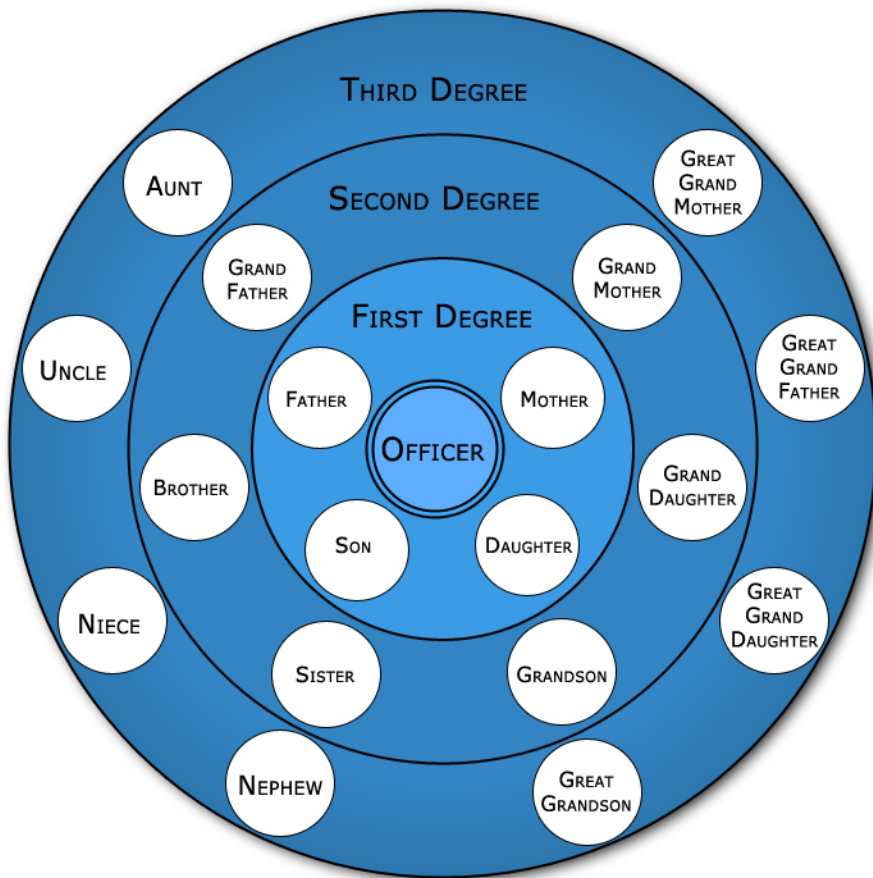 THIRD DEGREE
AUNT
GREAT
GRAND
MOTHER
SECOND DEGREE
GRAND
FATHER
GRAND
MOTHER
FIRST DEGREE
UNCLE
GREAT
GRAND
FATHER
FATHER
MOTHER
OFFICER
BROTHER
GRAND
DAUGHTER
SON
DAUGHTER
NIECE
GREAT
GRAND
DAUGHTER
SISTER
GRANDSON
NEPHEW
GREAT
GRANDSON